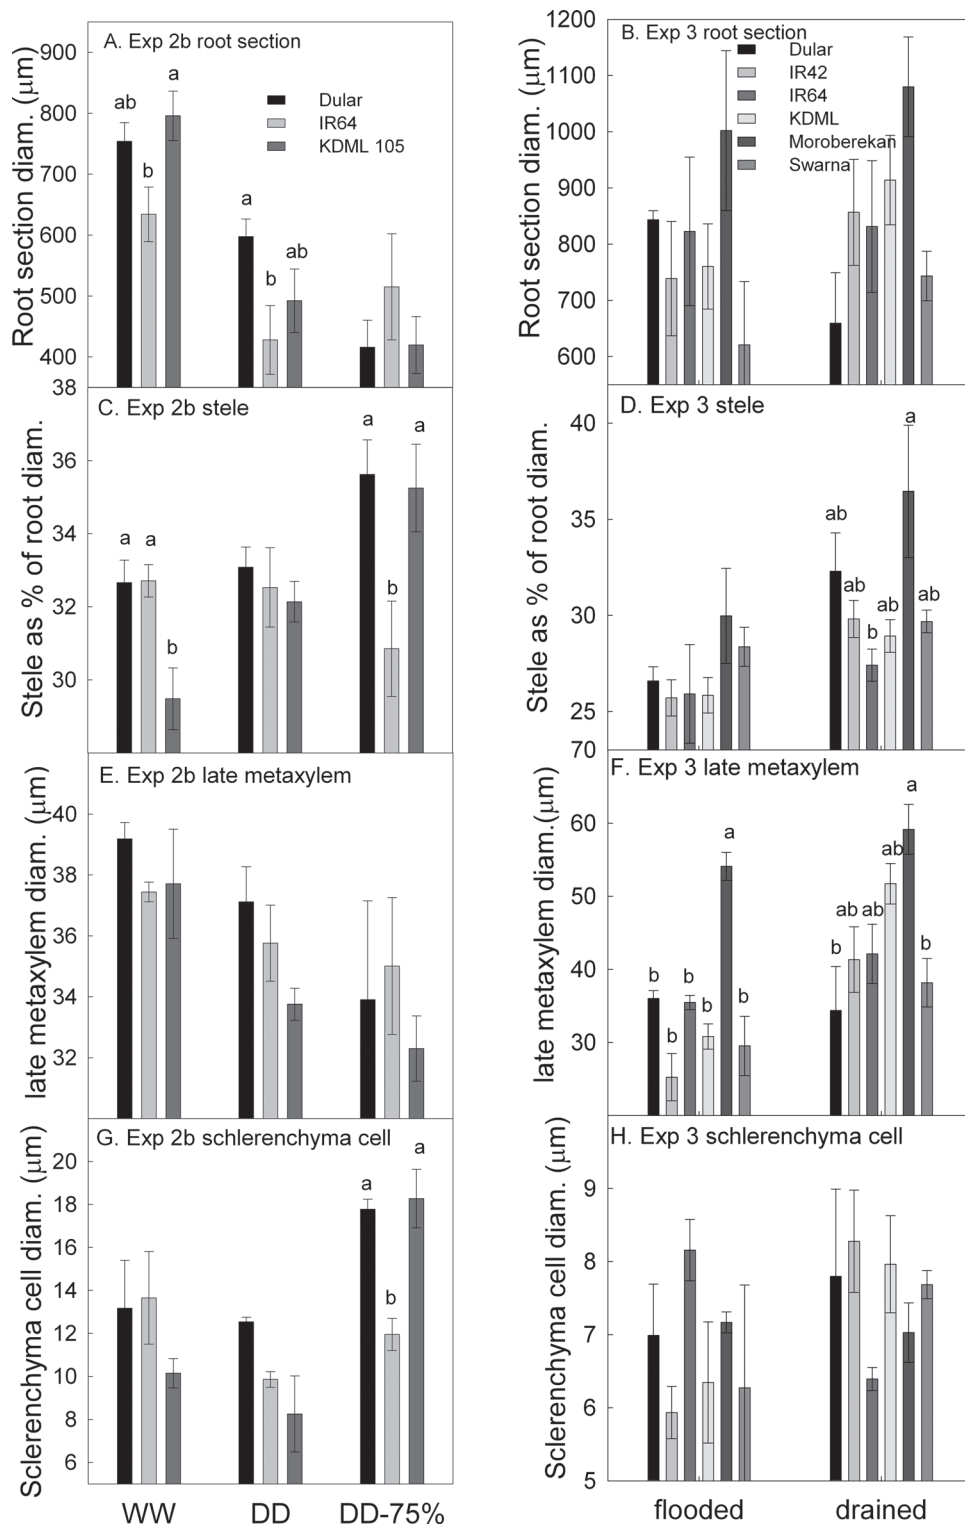 A. Exp 2b root section
Root section diam. (μm)
900
800
700
600
500
400
ab
b
a
a
b
ab
Dular
IR64
KDML 105
B. Exp 3 root section
Root section diam. (μm)
1200
1100
1000
900
800
700
600
Dular
IR42
IR64
KDML
Moroberekan
Swarna
C. Exp 2b stele
Stele as % of root diam.
38
36
34
32
30
a
a
b
a
b
a
D. Exp 3 stele
Stele as % of root diam.
40
35
30
25
ab
ab
b
ab
a
ab
E. Exp 2b late metaxylem
late metaxylem diam. (μm)
40
38
36
34
32
F. Exp 3 late metaxylem
late metaxylem diam.(μm)
70
60
50
40
30
b
b
b
b
a
b
b
ab
ab
ab
a
b
G. Exp 2b schlerenchyma cell
Sclerenchyma cell diam. (μm)
20
18
16
14
12
10
8
6
a
b
a
WW
DD
DD-75%
H. Exp 3 schlerenchyma cell
Sclerenchyma cell diam. (μm)
9
8
7
6
5
flooded
drained